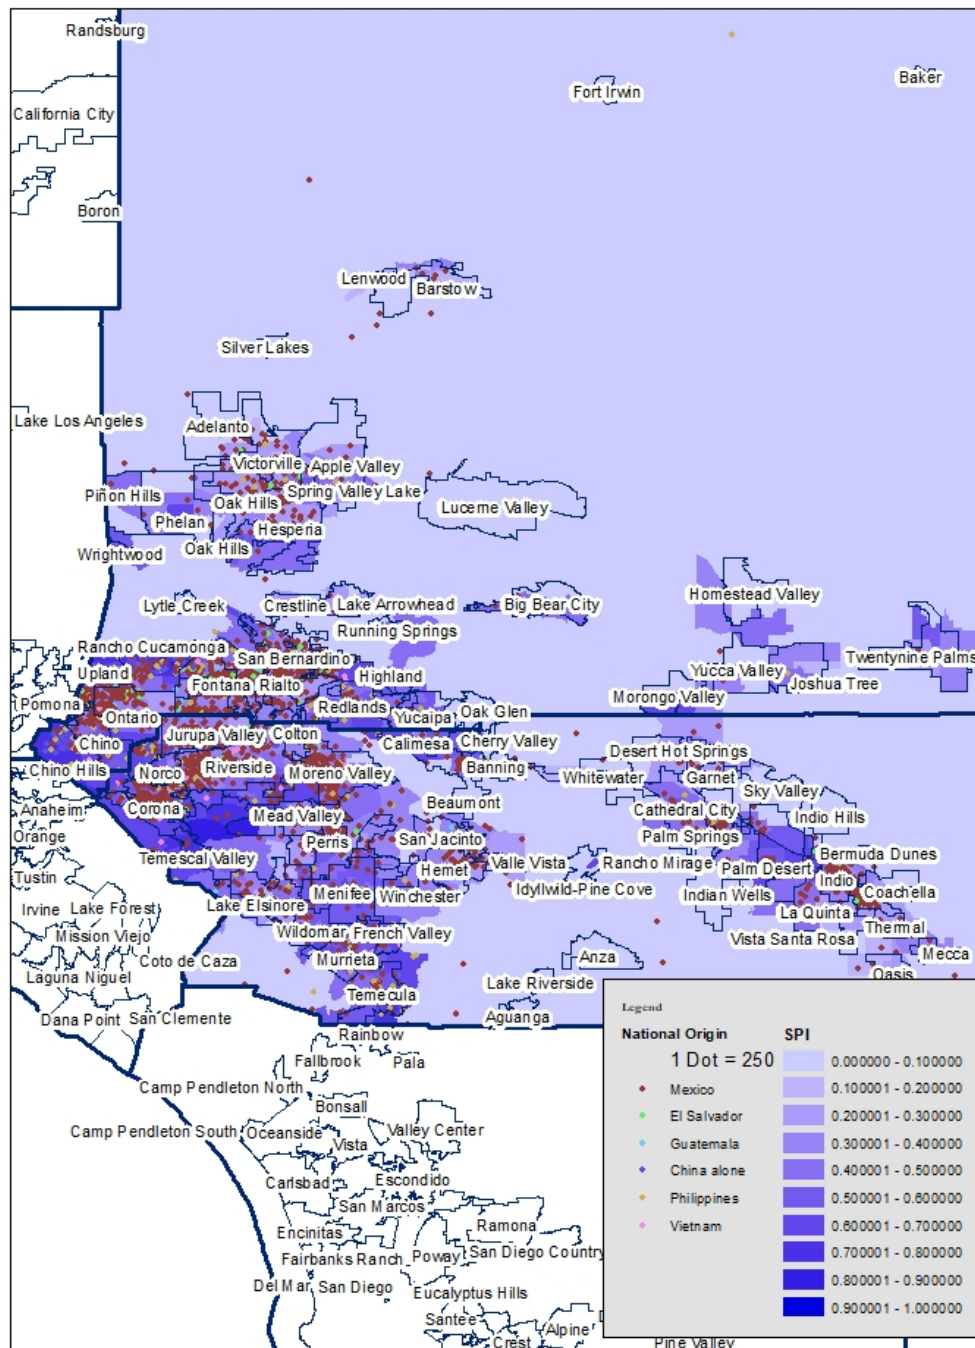 Randsburg
Baker
Fort Irwin
California City
Boron
Lenwood
Barstow
Silver Lakes
Lake Los Angeles
Adelanto
Victorville
Apple Valley
Piñon Hills
Spring Valley Lake
Oak Hills
Lucerne Valley
Phelan
Hesperia
Wrightwood
Oak Hills
Homestead Valley
Lytle Creek
Crestline
Lake Arrowhead
Big Bear City
Running Springs
Rancho Cucamonga
San Bernardino
Twentynine Palms
Upland
Highland
Yucca Valley
Fontana
Rialto
Joshua Tree
Pomona
Redlands
Morongo Valley
Ontario
Yucaipa
Oak Glen
Jurupa Valley
Colton
Chino
Calimesa
Cherry Valley
Desert Hot Springs
Chino Hills
Norco
Riverside
Moreno Valley
Banning
Whitewater
Garnet
Sky Valley
Anaheim
Corona
Mead Valley
Beaumont
Cathedral City
Indio Hills
Orange
Perris
San Jacinto
Palm Springs
Temescal Valley
Valle Vista
Rancho Mirage
Bermuda Dunes
Tustin
Hemet
Palm Desert
Indio
Menifee
Winchester
Idyllwild-Pine Cove
Indian Wells
Coachella
Irvine
Lake Forest
Lake Elsinore
La Quinta
Mission Viejo
Wildomar
French Valley
Vista Santa Rosa
Thermal
Coto de Caza
Murrieta
Anza
Mecca
Laguna Niguel
Oasis
Lake Riverside
Temecula
Dana Point
San Clemente
Aguanga
Rainbow
Fallbrook
Pala
Camp Pendleton North
Bonsall
Camp Pendleton South
Oceanside
Valley Center
Vista
Carlsbad
Escondido
San Marcos
Encinitas
Ramona
Fairbanks Ranch
Poway
San Diego Country
Del Mar
San Diego
Eucalyptus Hills
Santee
Alpine
Crest
Pine Valley
Legend
National Origin
SPI
1 Dot = 250
Mexico
El Salvador
Guatemala
China alone
Philippines
Vietnam
0.000000 - 0.100000
0.100001 - 0.200000
0.200001 - 0.300000
0.300001 - 0.400000
0.400001 - 0.500000
0.500001 - 0.600000
0.600001 - 0.700000
0.700001 - 0.800000
0.800001 - 0.900000
0.900001 - 1.000000